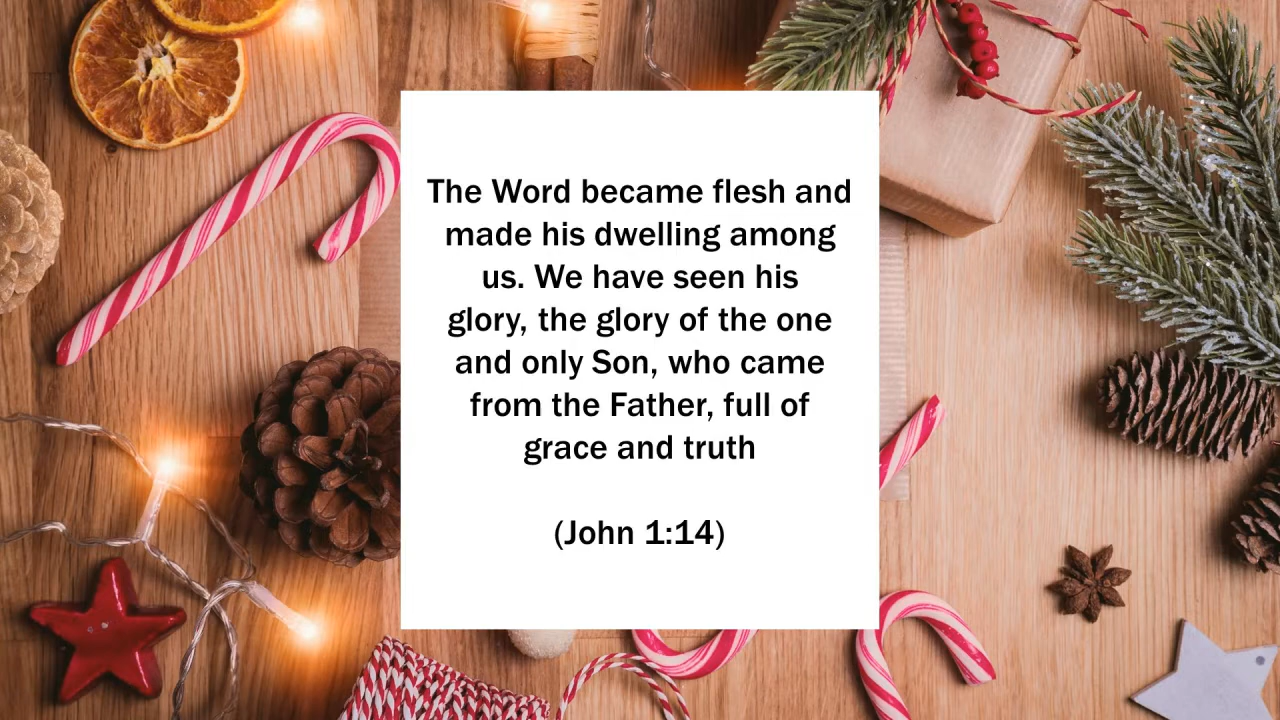 The Word became flesh and
made his dwelling among
us. We have seen his
glory, the glory of the one
and only Son, who came
from the Father, full of
grace and truth
(John 1:14)